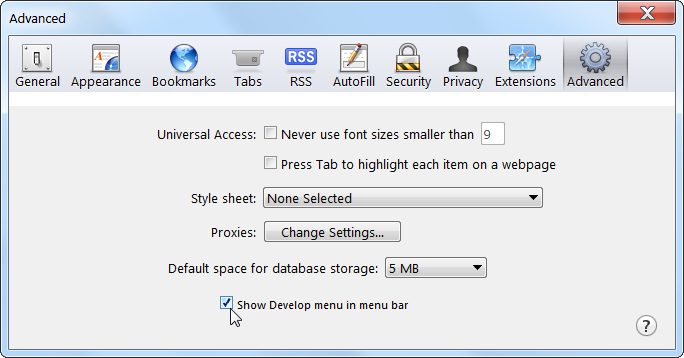 Advanced
RSS
General Appearance Bookmarks Tabs RSS AutoFill Security Privacy Extensions Advanced
Universal Access: Never use font sizes smaller than 9
Press Tab to highlight each item on a webpage
Style sheet: None Selected
Proxies: Change Settings...
Default space for database storage: 5 MB
Show Develop menu in menu bar
?